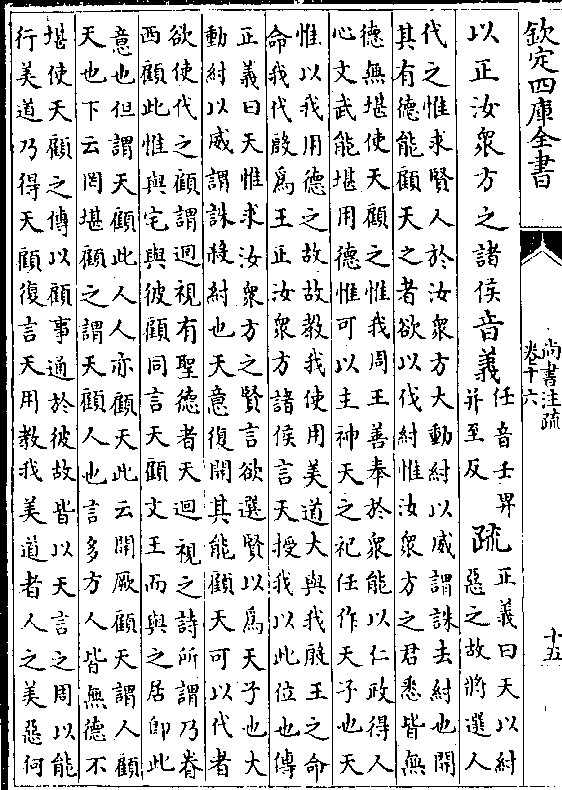 欽定四庫全書
尚書注疏
卷十六
十五
以正汝衆方之諸侯音義任音壬畀
并至反
疏正義曰天以紂
惡之故將選人
代之惟求賢人於汝衆方大動紂以威謂誅去紂也開
其有德能顧天之者欲以伐紂惟汝衆方之君悉皆無
德無堪使天顧之惟我周王善奉於衆能以仁政得人
心文武能堪用德惟可以主神天之祀任作天子也天
惟以我用德之故故教我使用美道大與我殷王之命
命我代殷爲王正汝衆方諸侯言天授我以此位也傳
正義曰天惟求汝衆方之賢言欲選賢以爲天子也大
動紂以威謂誅殺紂也天意復開其能顧天可以代者
欲使代之顧謂迴視有聖德者天迴視之詩所謂乃眷
西顧此惟與宅與彼顧同言天顧文王而與之居即此
意也但謂天顧此人人亦顧天此云開厥顧天謂人顧
天也下云罔堪顧之謂天顧人也言多方人皆無德不
堪使天顧之傳以顧事通於彼故皆以天言之周以能
行美道乃得天顧復言天用教我美道者人之美惡何